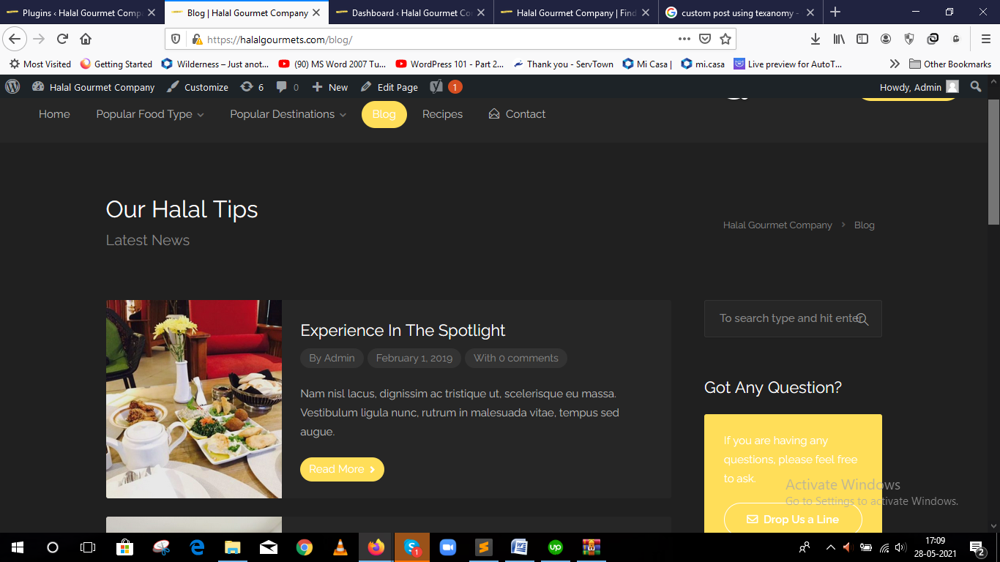 Plugins ‹ Halal Gourmet Comp
Blog | Halal Gourmet Company
Dashboard ‹ Halal Gourmet Co
Halal Gourmet Company | Find
custom post using texanomy -
https://halalgourmets.com/blog/
Most Visited
Getting Started
Wilderness – Just anot...
(90) MS Word 2007 Tu...
WordPress 101 - Part 2...
Thank you - ServTown
Mi Casa |
mi.casa
Live preview for AutoT...
Other Bookmarks
Halal Gourmet Company
Customize
6
0
New
Edit Page
1
Howdy, Admin
Home
Popular Food Type
Popular Destinations
Blog
Recipes
Contact
Our Halal Tips
Latest News
Halal Gourmet Company > Blog
Experience In The Spotlight
By Admin
February 1, 2019
With 0 comments
Nam nisl lacus, dignissim ac tristique ut, scelerisque eu massa.
Vestibulum ligula nunc, rutrum in malesuada vitae, tempus sed
augue.
Read More
To search type and hit enter
Got Any Question?
If you are having any
questions, please feel free
to ask.
Drop Us a Line
Activate Windows
Go to Settings to activate Windows.
1
W
up
17:09
28-05-2021
2